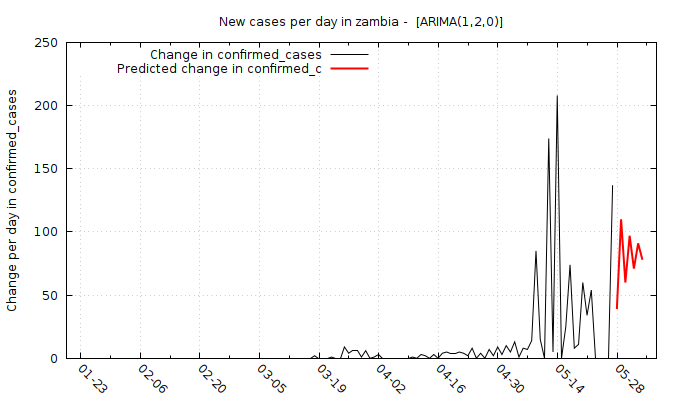 New cases per day in zambia -  [ARIMA(1,2,0)]
Change per day in confirmed_cases
Change in confirmed_cases
Predicted change in confirmed_c
250
200
150
100
50
0
01-23 02-06 02-20 03-05 03-19 04-02 04-16 04-30 05-14 05-28